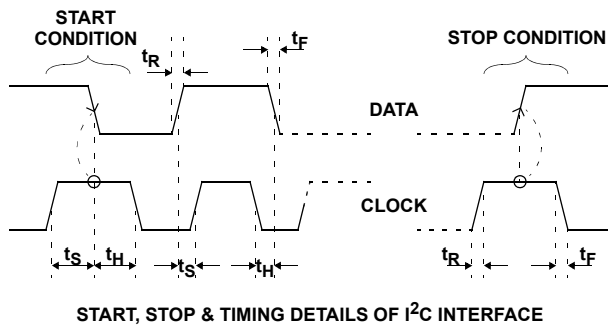 START
CONDITION
STOP CONDITION
tR
tF
DATA
CLOCK
tS
tH
tS
tH
tR
tF
START, STOP & TIMING DETAILS OF I²C INTERFACE